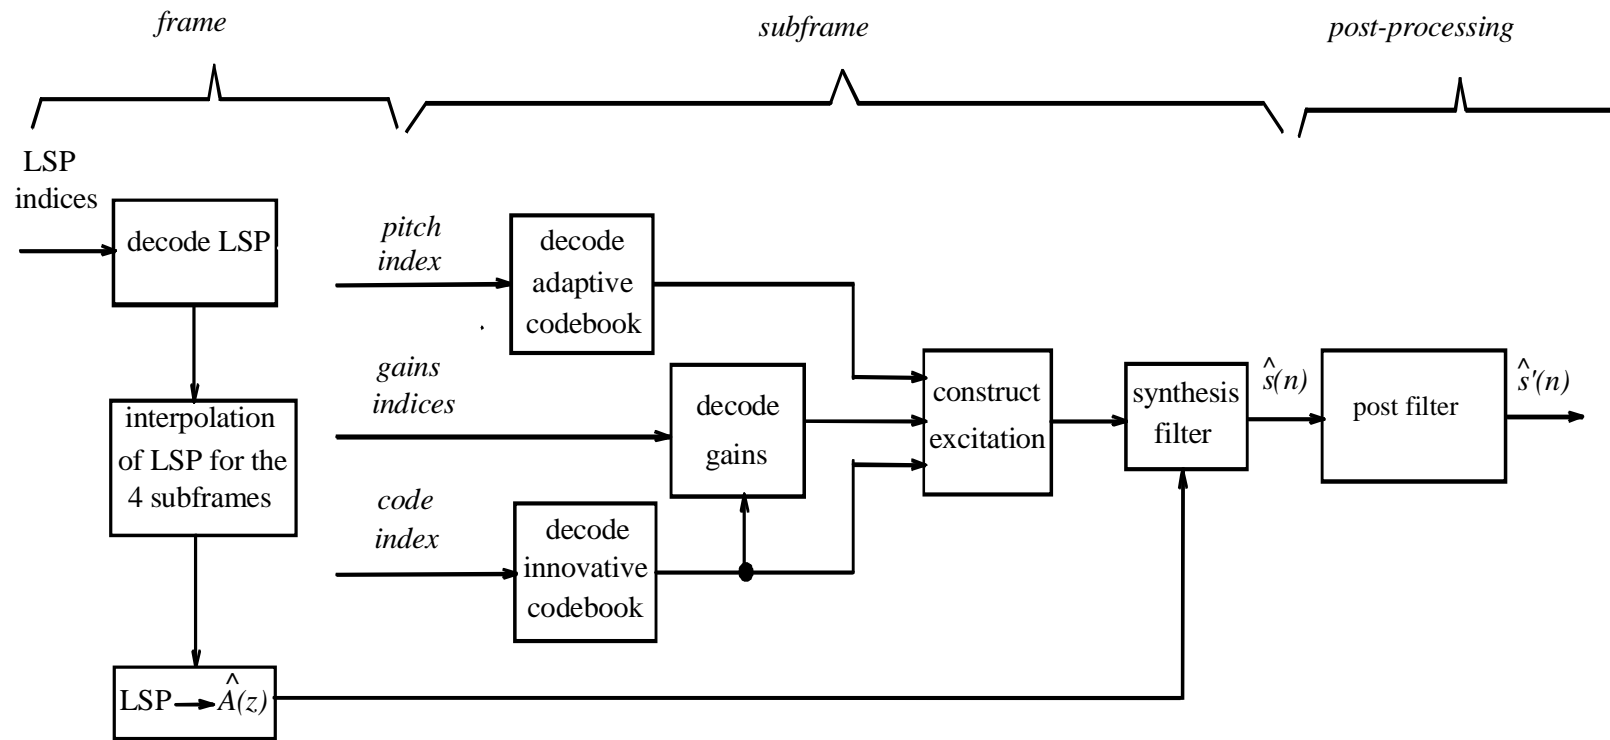 frame
subframe
post-processing
LSP
indices
decode LSP
interpolation
of LSP for the
4 subframes
LSP → Â(z)
pitch
index
decode
adaptive
codebook
gains
indices
decode
gains
code
index
decode
innovative
codebook
construct
excitation
synthesis
filter
ŝ(n)
post filter
ŝ'(n)